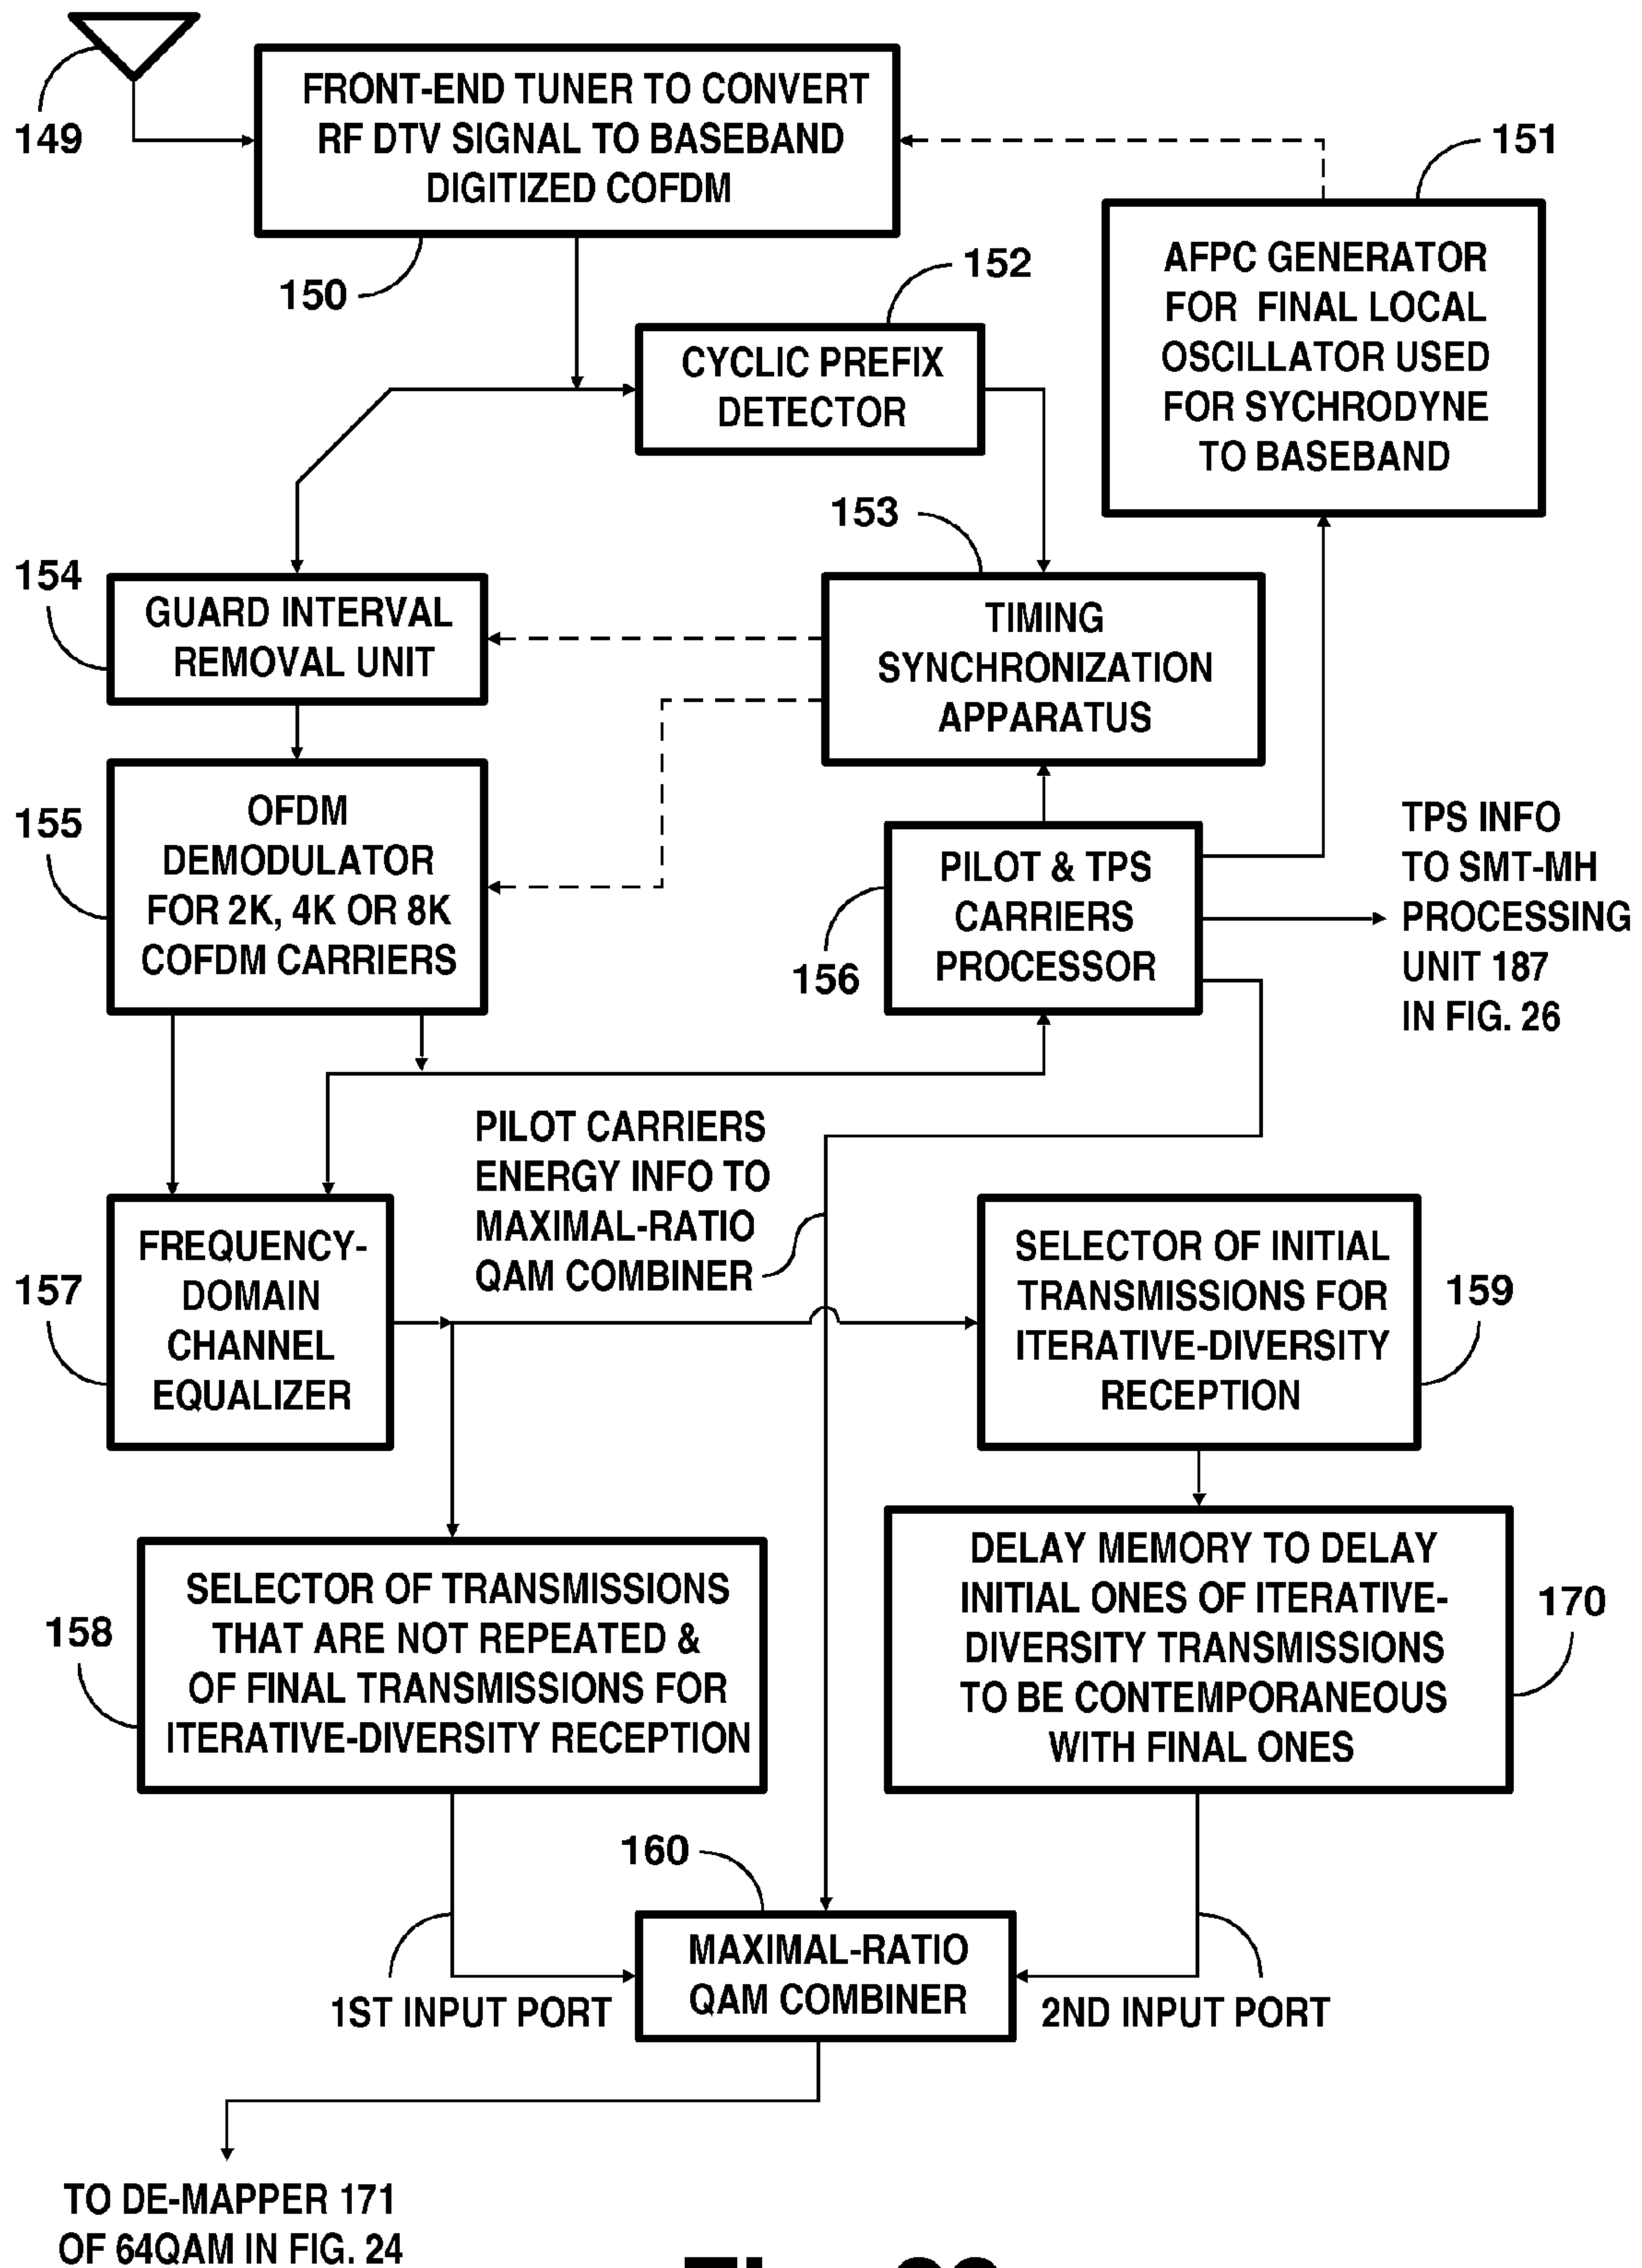 149
FRONT-END TUNER TO CONVERT
RF DTV SIGNAL TO BASEBAND
DIGITIZED COFDM
150
151
AFPC GENERATOR
FOR FINAL LOCAL
OSCILLATOR USED
FOR SYCHRODYNE
TO BASEBAND
152
CYCLIC PREFIX
DETECTOR
153
TIMING
SYNCHRONIZATION
APPARATUS
154
GUARD INTERVAL
REMOVAL UNIT
155
OFDM
DEMODULATOR
FOR 2K, 4K OR 8K
COFDM CARRIERS
156
PILOT & TPS
CARRIERS
PROCESSOR
TPS INFO
TO SMT-MH
PROCESSING
UNIT 187
IN FIG. 26
PILOT CARRIERS
ENERGY INFO TO
MAXIMAL-RATIO
QAM COMBINER
157
FREQUENCY-
DOMAIN
CHANNEL
EQUALIZER
SELECTOR OF INITIAL
TRANSMISSIONS FOR
ITERATIVE-DIVERSITY
RECEPTION
159
158
SELECTOR OF TRANSMISSIONS
THAT ARE NOT REPEATED &
OF FINAL TRANSMISSIONS FOR
ITERATIVE-DIVERSITY RECEPTION
DELAY MEMORY TO DELAY
INITIAL ONES OF ITERATIVE-
DIVERSITY TRANSMISSIONS
TO BE CONTEMPORANEOUS
WITH FINAL ONES
170
160
MAXIMAL-RATIO
QAM COMBINER
1ST INPUT PORT
2ND INPUT PORT
TO DE-MAPPER 171
OF 64QAM IN FIG. 24